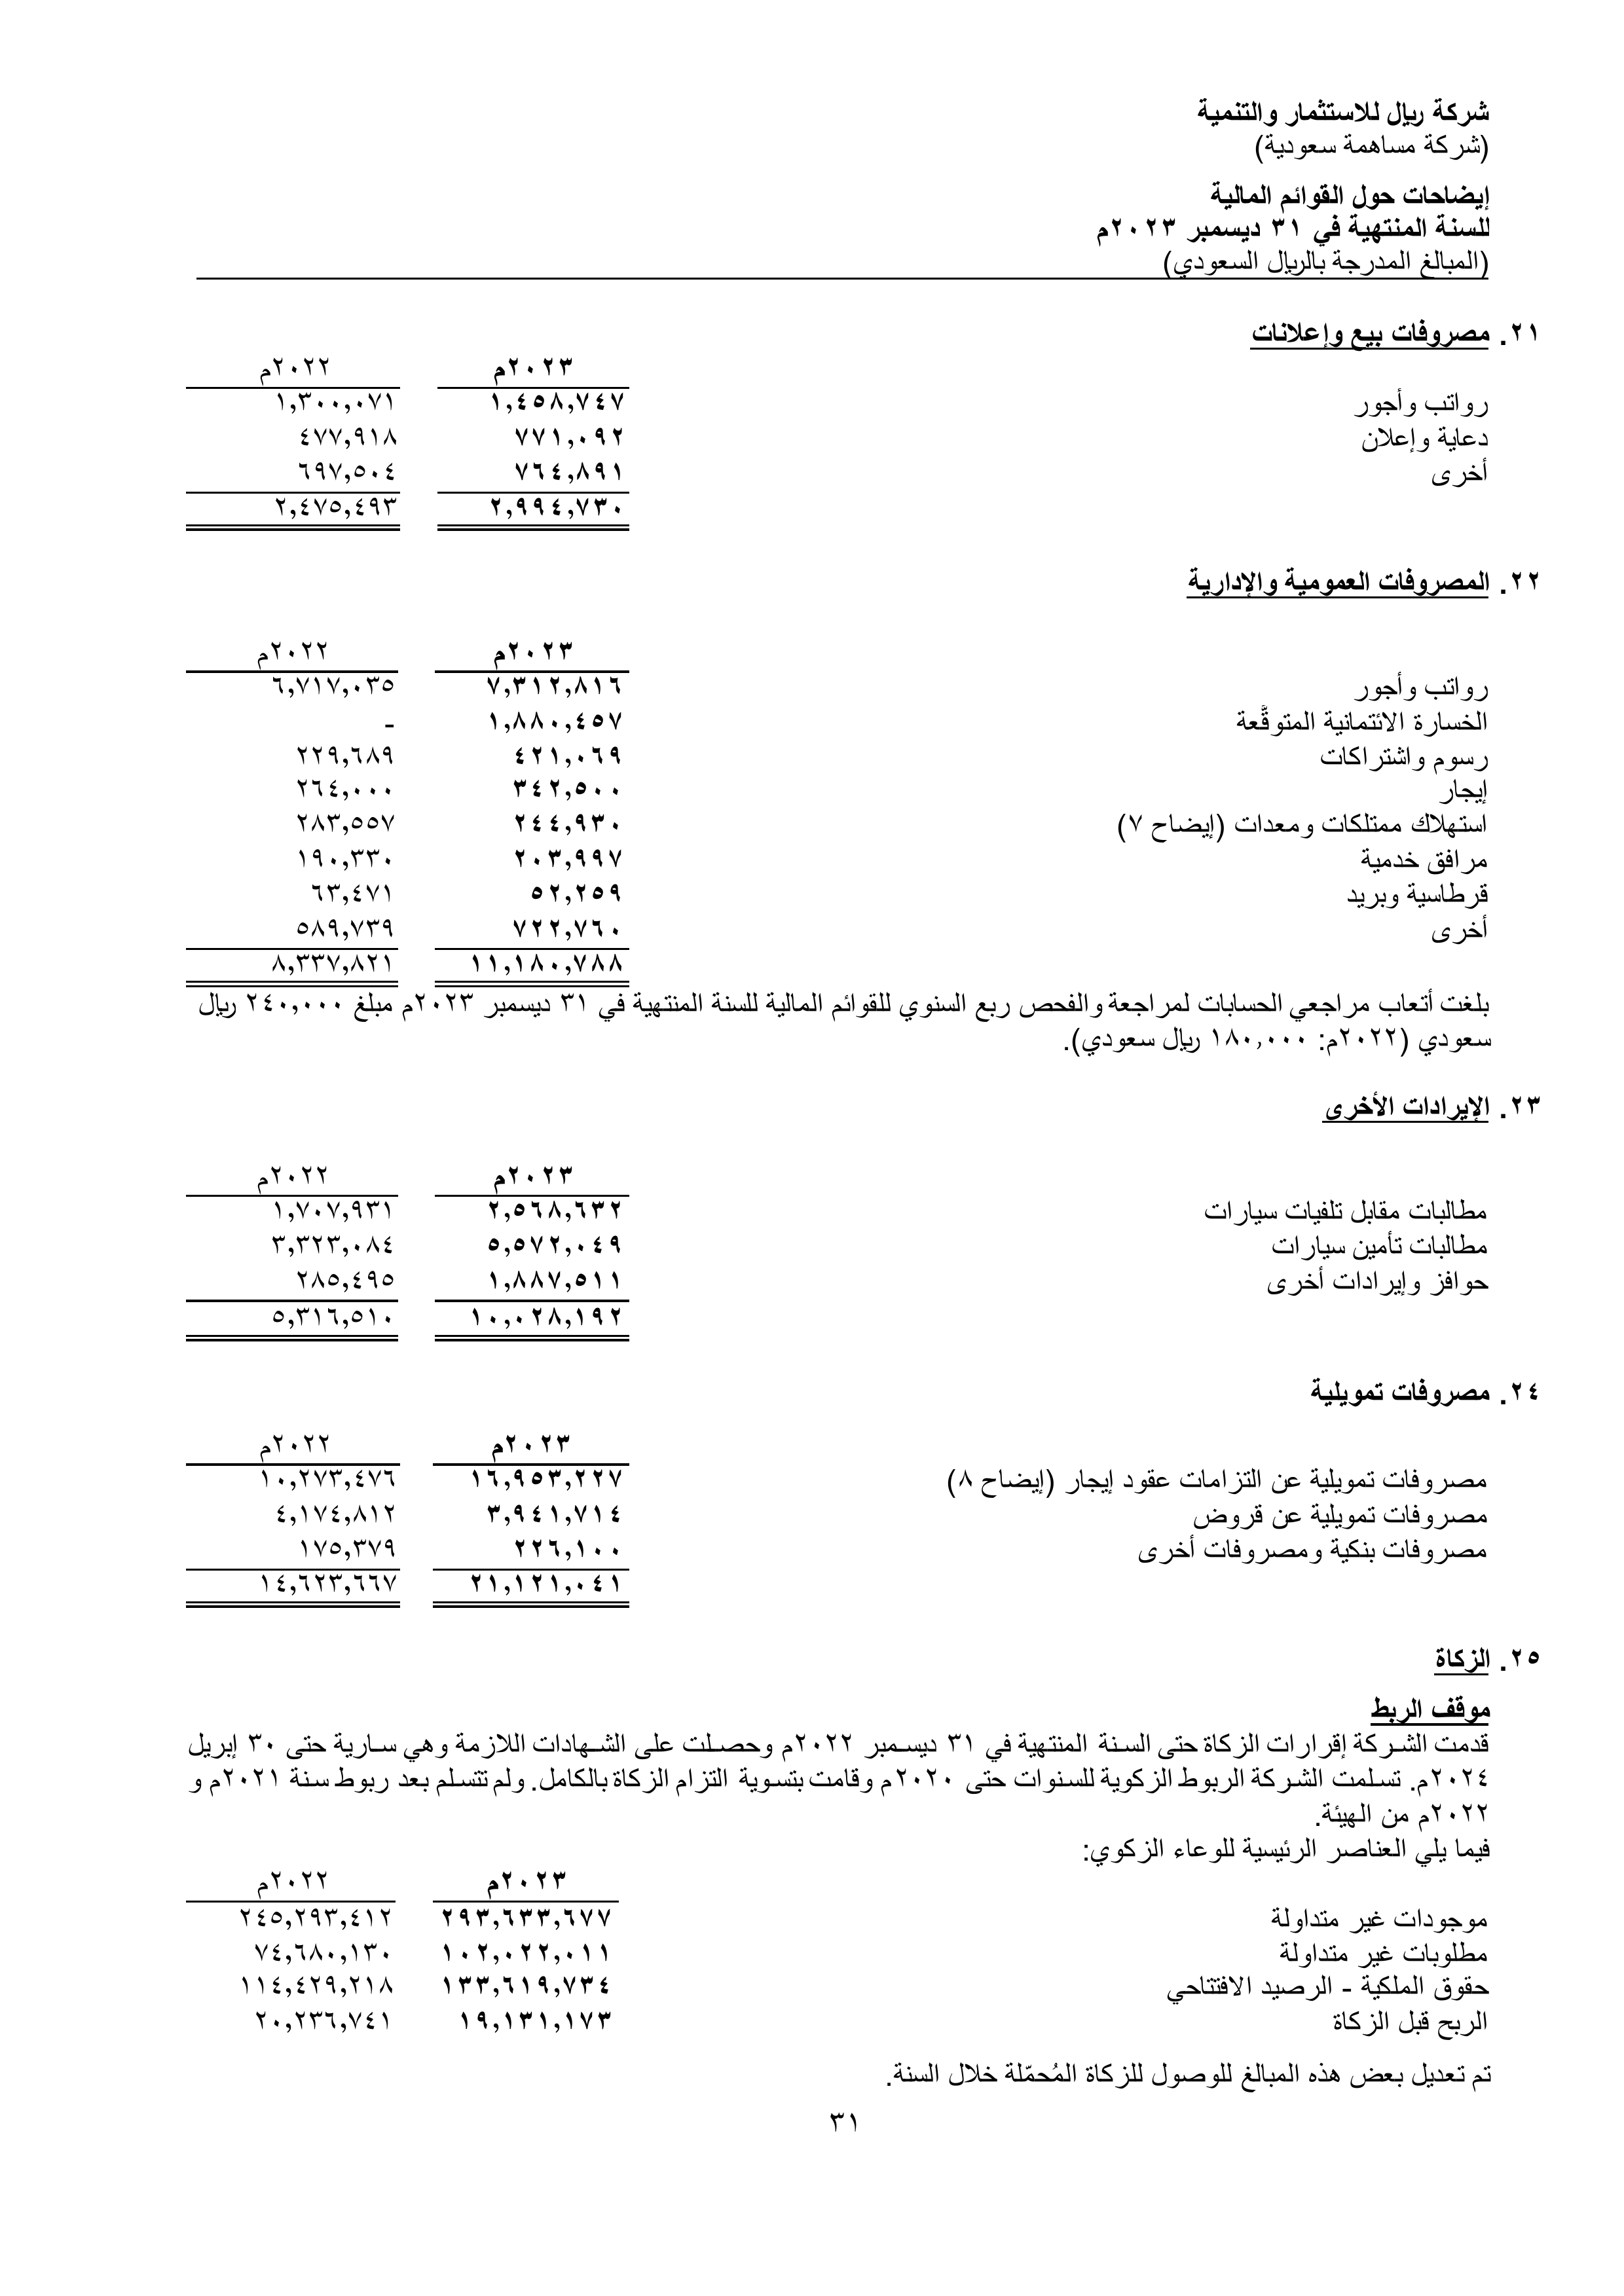 شركة ريال للاستثمار والتنمية
(شركة مساهمة سعودية)
إيضاحات حول القوائم المالية
للسنة المنتهية في ٣١ ديسمبر ٢٠٢٣م
(المبالغ المدرجة بالريال السعودي)
٢١. مصروفات بيع وإعلانات
٢٠٢٣م ٢٠٢٢م
رواتب وأجور ١,٤٥٨,٧٤٧ ١,٣٠٠,٠٧١
دعاية وإعلان ٧٧١,٠٩٢ ٤٧٧,٩١٨
أخرى ٧٦٤,٨٩١ ٦٩٧,٥٠٤
٢,٩٩٤,٧٣٠ ٢,٤٧٥,٤٩٣
٢٢. المصروفات العمومية والإدارية
٢٠٢٣م ٢٠٢٢م
رواتب وأجور ٧,٣١٢,٨١٦ ٦,٧١٧,٠٣٥
الخسارة الائتمانية المتوقَّعة ١,٨٨٠,٤٥٧ -
رسوم واشتراكات ٤٢١,٠٦٩ ٢٢٩,٦٨٩
إيجار ٣٤٢,٥٠٠ ٢٦٤,٠٠٠
استهلاك ممتلكات ومعدات (إيضاح ٧) ٢٤٤,٩٣٠ ٢٨٣,٥٥٧
مرافق خدمية ٢٠٣,٩٩٧ ١٩٠,٣٣٠
قرطاسية وبريد ٥٢,٢٥٩ ٦٣,٤٧١
أخرى ٧٢٢,٧٦٠ ٥٨٩,٧٣٩
١١,١٨٠,٧٨٨ ٨,٣٣٧,٨٢١
بلغت أتعاب مراجعي الحسابات لمراجعة والفحص ربع السنوي للقوائم المالية للسنة المنتهية في ٣١ ديسمبر ٢٠٢٣م مبلغ ٢٤٠,٠٠٠ ريال
سعودي (٢٠٢٢م: ١٨٠,٠٠٠ ريال سعودي).
٢٣. الإيرادات الأخرى
٢٠٢٣م ٢٠٢٢م
مطالبات مقابل تلفيات سيارات ٢,٥٦٨,٦٣٢ ١,٧٠٧,٩٣١
مطالبات تأمين سيارات ٥,٥٧٢,٠٤٩ ٣,٣٢٣,٠٨٤
حوافز وإيرادات أخرى ١,٨٨٧,٥١١ ٢٨٥,٤٩٥
١٠,٠٢٨,١٩٢ ٥,٣١٦,٥١٠
٢٤. مصروفات تمويلية
٢٠٢٣م ٢٠٢٢م
مصروفات تمويلية عن التزامات عقود إيجار (إيضاح ٨) ١٦,٩٥٣,٢٢٧ ١٠,٢٧٣,٤٧٦
مصروفات تمويلية عن قروض ٣,٩٤١,٧١٤ ٤,١٧٤,٨١٢
مصروفات بنكية ومصروفات أخرى ٢٢٦,١٠٠ ١٧٥,٣٧٩
٢١,١٢١,٠٤١ ١٤,٦٢٣,٦٦٧
٢٥. الزكاة
موقف الربط
قدمت الشركة إقرارات الزكاة حتى السنة المنتهية في ٣١ ديسمبر ٢٠٢٢م وحصلت على الشهادات اللازمة وهي سارية حتى ٣٠ إبريل
٢٠٢٤م. تسلمت الشركة الربوط الزكوية للسنوات حتى ٢٠٢٠م وقامت بتسوية التزام الزكاة بالكامل. ولم تتسلم بعد ربوط سنة ٢٠٢١م و
٢٠٢٢م من الهيئة.
فيما يلي العناصر الرئيسية للوعاء الزكوي:
٢٠٢٣م ٢٠٢٢م
موجودات غير متداولة ٢٩٣,٦٣٣,٦٧٧ ٢٤٥,٢٩٣,٤١٢
مطلوبات غير متداولة ١٠٢,٠٢٢,٠١١ ٧٤,٦٨٠,١٣٠
حقوق الملكية - الرصيد الافتتاحي ١٣٣,٦١٩,٧٣٤ ١١٤,٤٢٩,٢١٨
الربح قبل الزكاة ١٩,١٣١,١٧٣ ٢٠,٢٣٦,٧٤١
تم تعديل بعض هذه المبالغ للوصول للزكاة المُحمّلة خلال السنة.
٣١